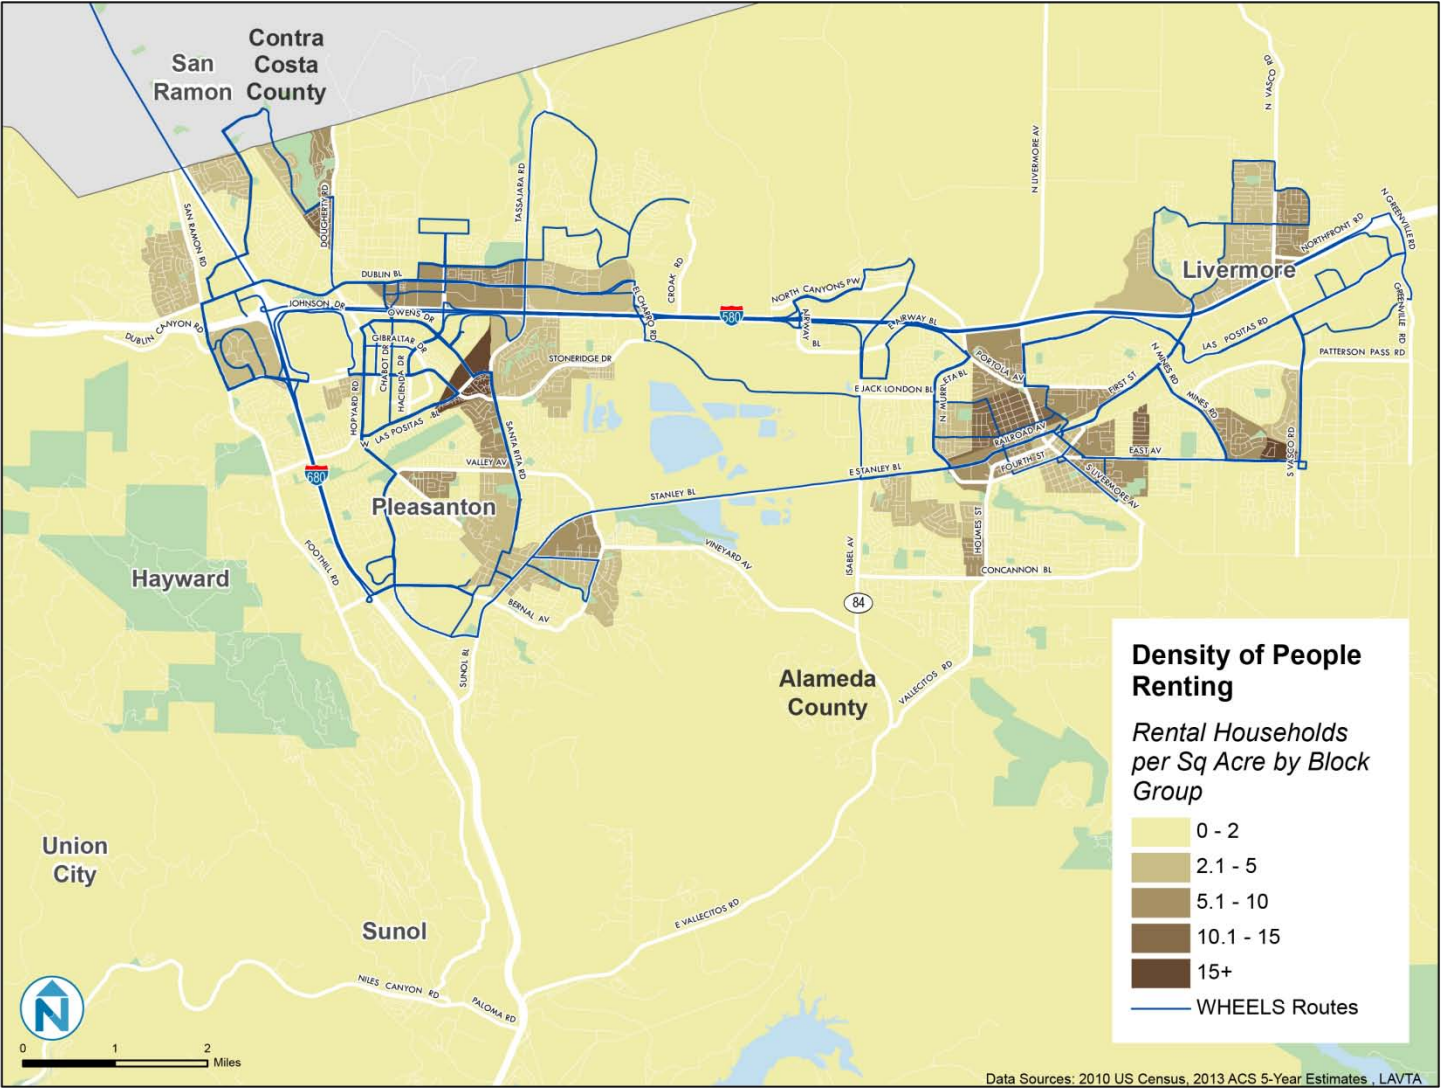 Contra
Costa
County
San
Ramon
N VASCO RD
N LIVERMORE AV
TASSAJARA RD
DOUGHERTY RD
SAN RAMON RD
N GREENVILLE RD
NORTHFRONT RD
Livermore
DUBLIN BL
CROAK RD
NORTH CANYONS PW
EL CHARRO RD
JOHNSON DR
OWENS DR
580
AIRWAY BL
E AIRWAY BL
GREENVILLE RD
DUBLIN CANYON RD
GIBRALTAR DR
CHABOT DR
HACIENDA DR
STONERIDGE DR
LAS POSITAS RD
PATTERSON PASS RD
PORTOLA AV
N MINES RD
FIRST ST
E JACK LONDON BL
N MURRIETA BL
MINES RD
HOPYARD RD
W LAS POSITAS BL
SANTA RITA RD
RAILROAD AV
EAST AV
S VASCO RD
VALLEY AV
680
E STANLEY BL
FOURTH ST
S LIVERMORE AV
STANLEY BL
Pleasanton
HOLMES ST
FOOTHILL RD
VINEYARD AV
ISABEL AV
Hayward
CONCANNON BL
BERNAL AV
84
SUNOL BL
Alameda
County
VALLECITOS RD
Union
City
Sunol
E VALLECITOS RD
NILES CANYON RD
PALOMA RD
Density of People
Renting
Rental Households
per Sq Acre by Block
Group
0 - 2
2.1 - 5
5.1 - 10
10.1 - 15
15+
WHEELS Routes
N
0 1 2
Miles
Data Sources: 2010 US Census, 2013 ACS 5-Year Estimates , LAVTA